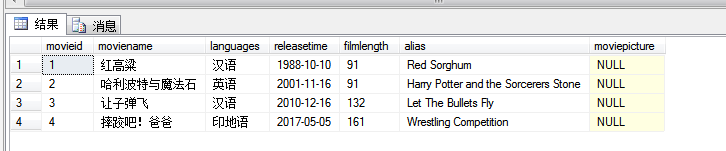 结果 消息
movieid moviename languages releasetime filmlength alias moviepicture
1 1 红高粱 汉语 1988-10-10 91 Red Sorghum NULL
2 2 哈利波特与魔法石 英语 2001-11-16 91 Harry Potter and the Sorcerers Stone NULL
3 3 让子弹飞 汉语 2010-12-16 132 Let The Bullets Fly NULL
4 4 摔跤吧！爸爸 印地语 2017-05-05 161 Wrestling Competition NULL